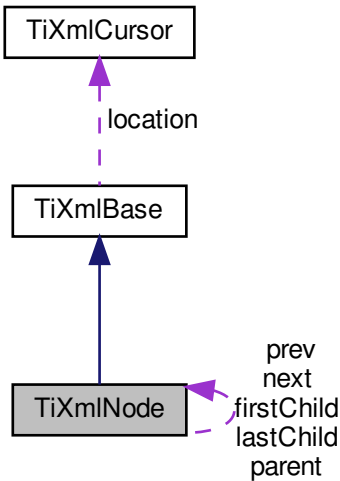 TiXmlCursor
location
TiXmlBase
prev
next
firstChild
lastChild
parent
TiXmlNode